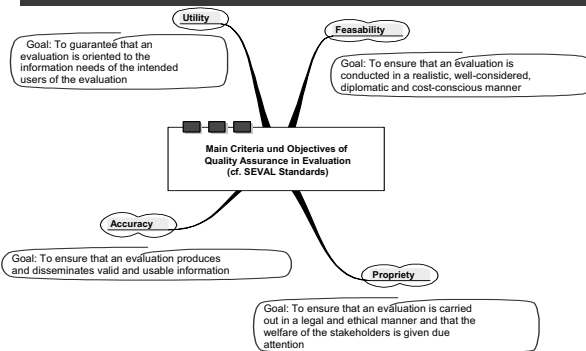 Utility
Goal: To guarantee that an
evaluation is oriented to the
information needs of the intended
users of the evaluation
Feasability
Goal: To ensure that an evaluation is
conducted in a realistic, well-considered,
diplomatic and cost-conscious manner
Main Criteria und Objectives of
Quality Assurance in Evaluation
(cf. SEVAL Standards)
Accuracy
Goal: To ensure that an evaluation produces
and disseminates valid and usable information
Propriety
Goal: To ensure that an evaluation is carried
out in a legal and ethical manner and that the
welfare of the stakeholders is given due
attention